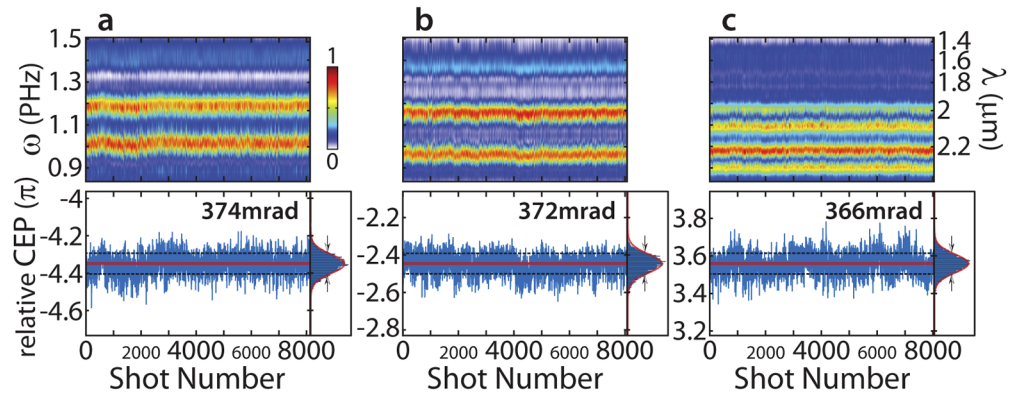 a b c
1.5
1.3
1.1
0.9
ω (PHz)
1
0
1.4
1.6
1.8
2
2.2
λ (μm)
relative CEP (π)
-4
-4.2
-4.4
-4.6
374mrad
-2.2
-2.4
-2.6
-2.8
372mrad
3.8
3.6
3.4
3.2
366mrad
0 2000 4000 6000 8000
0 2000 4000 6000 8000
0 2000 4000 6000 8000
Shot Number
Shot Number
Shot Number